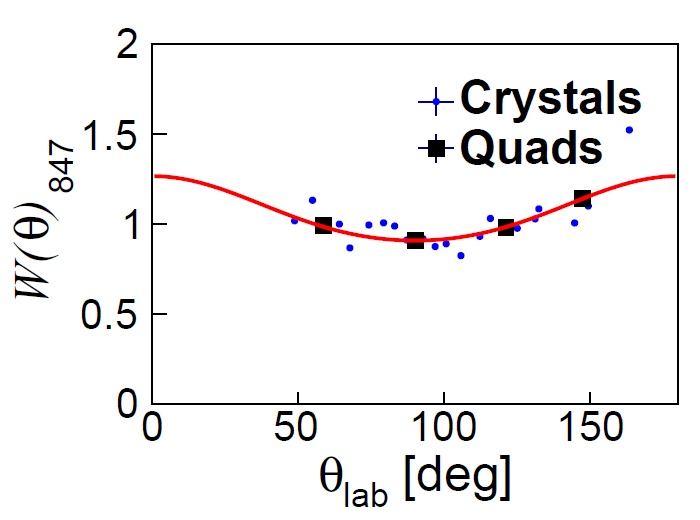 2
1.5
1
0.5
0
0
50
100
150
W(θ) 847
θlab [deg]
Crystals
Quads